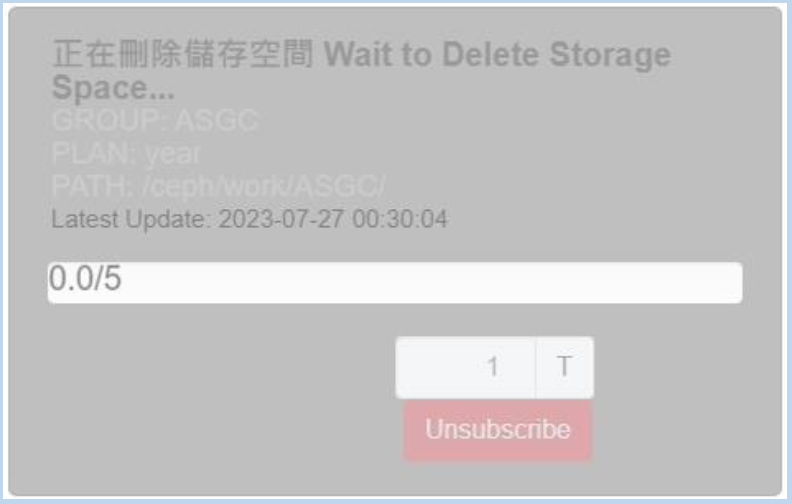 正在刪除儲存空間 Wait to Delete Storage
Space...
GROUP: ASGC
PLAN: year
PATH: /ceph/work/ASGC/
Latest Update: 2023-07-27 00:30:04
0.0/5
1 T
Unsubscribe